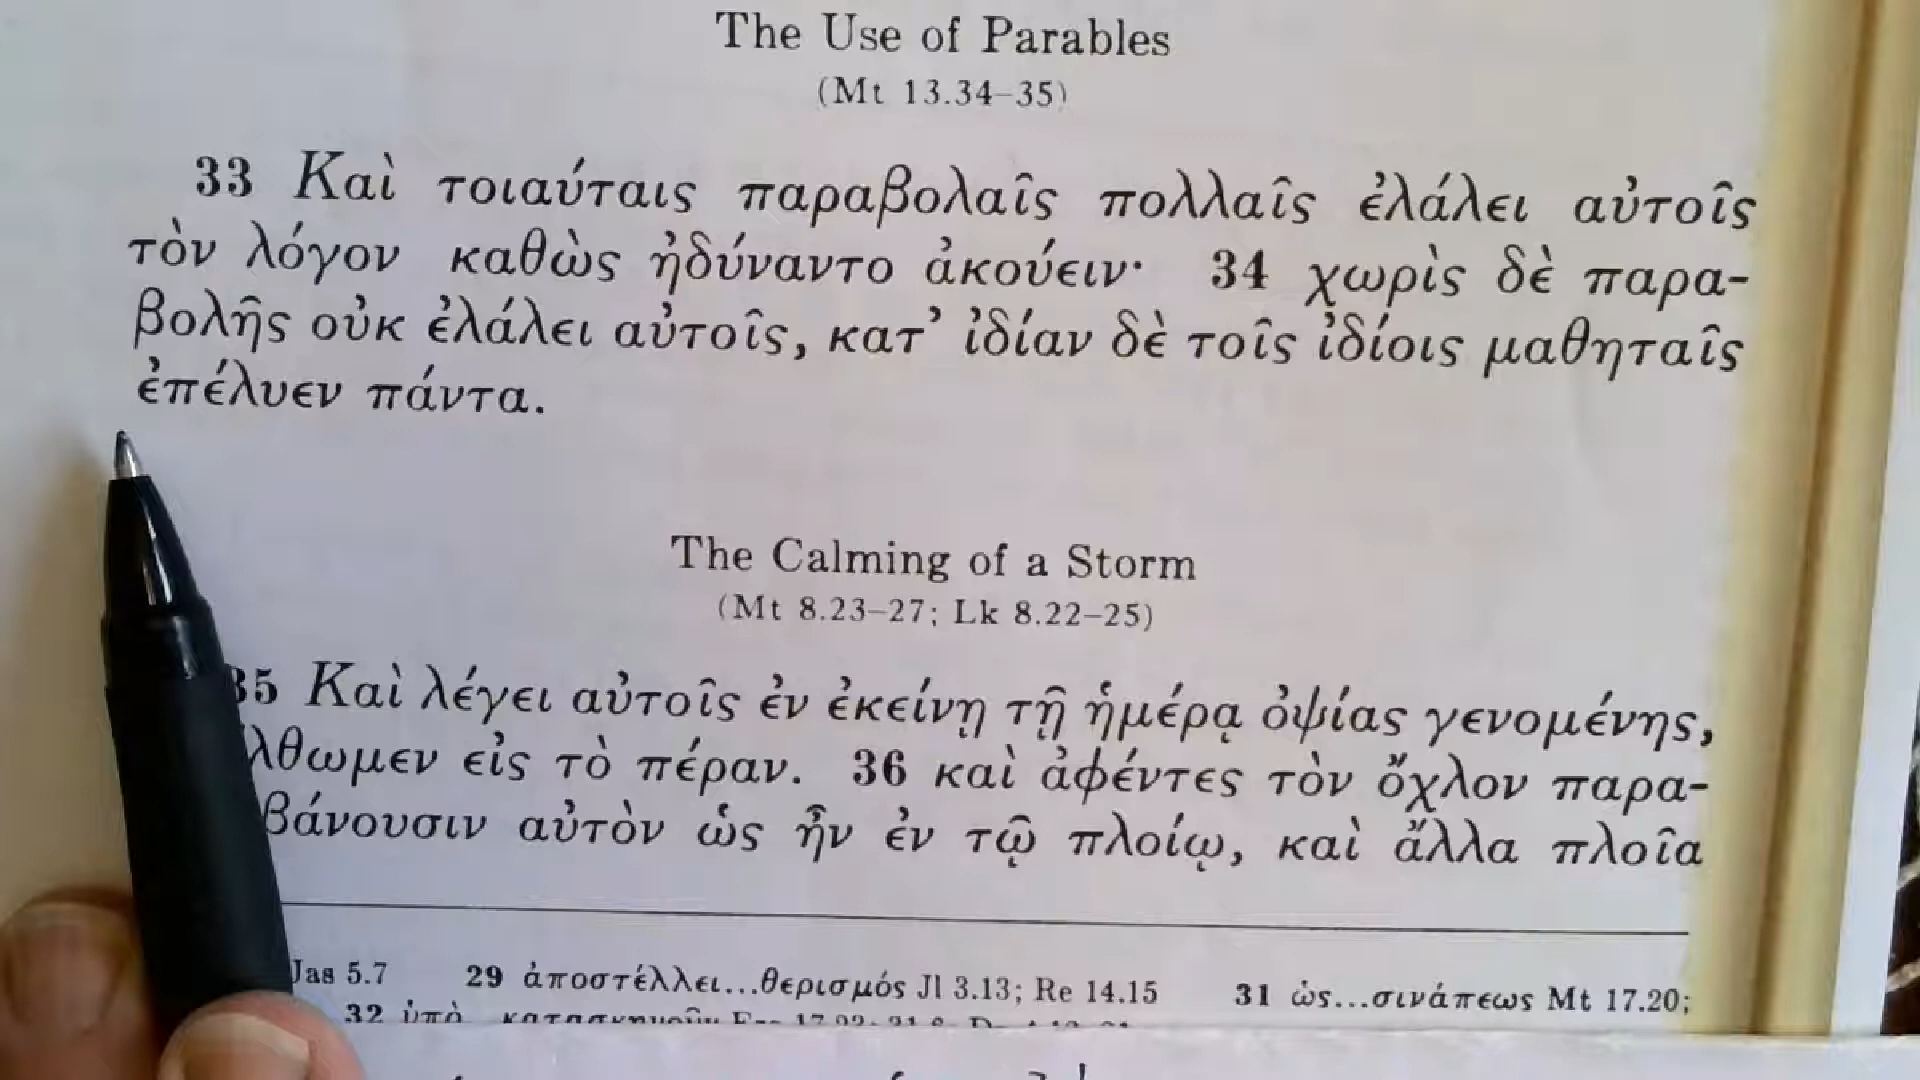 The Use of Parables
(Mt 13.34–35)
33 Καὶ τοιαύταις παραβολαῖς πολλαῖς ἐλάλει αὐτοῖς
τὸν λόγον καθὼς ἠδύναντο ἀκούειν· 34 χωρὶς δὲ παρα-
βολῆς οὐκ ἐλάλει αὐτοῖς, κατ’ ἰδίαν δὲ τοῖς ἰδίοις μαθηταῖς
ἐπέλυεν πάντα.
The Calming of a Storm
(Mt 8.23–27; Lk 8.22–25)
35 Καὶ λέγει αὐτοῖς ἐν ἐκείνῃ τῇ ἡμέρᾳ ὀψίας γενομένης,
λθωμεν εἰς τὸ πέραν. 36 καὶ ἀφέντες τὸν ὄχλον παρα-
βάνουσιν αὐτὸν ὡς ἦν ἐν τῷ πλοίῳ, καὶ ἄλλα πλοῖα
Jas 5.7 29 ἀποστέλλει...θερισμός Jl 3.13; Re 14.15 31 ὡς...σινάπεως Mt 17.20;
32 ὑπὸ